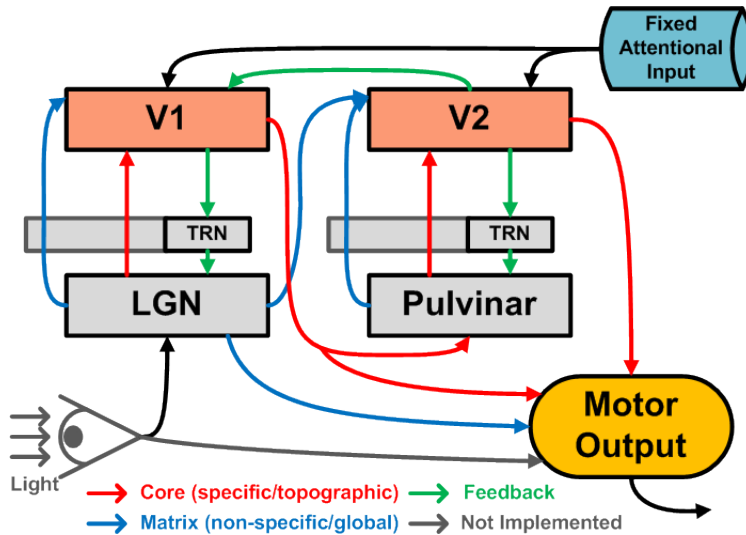 Fixed
Attentional
Input
V1
V2
TRN
TRN
LGN
Pulvinar
Motor
Output
Light
Core (specific/topographic)
Feedback
Matrix (non-specific/global)
Not Implemented